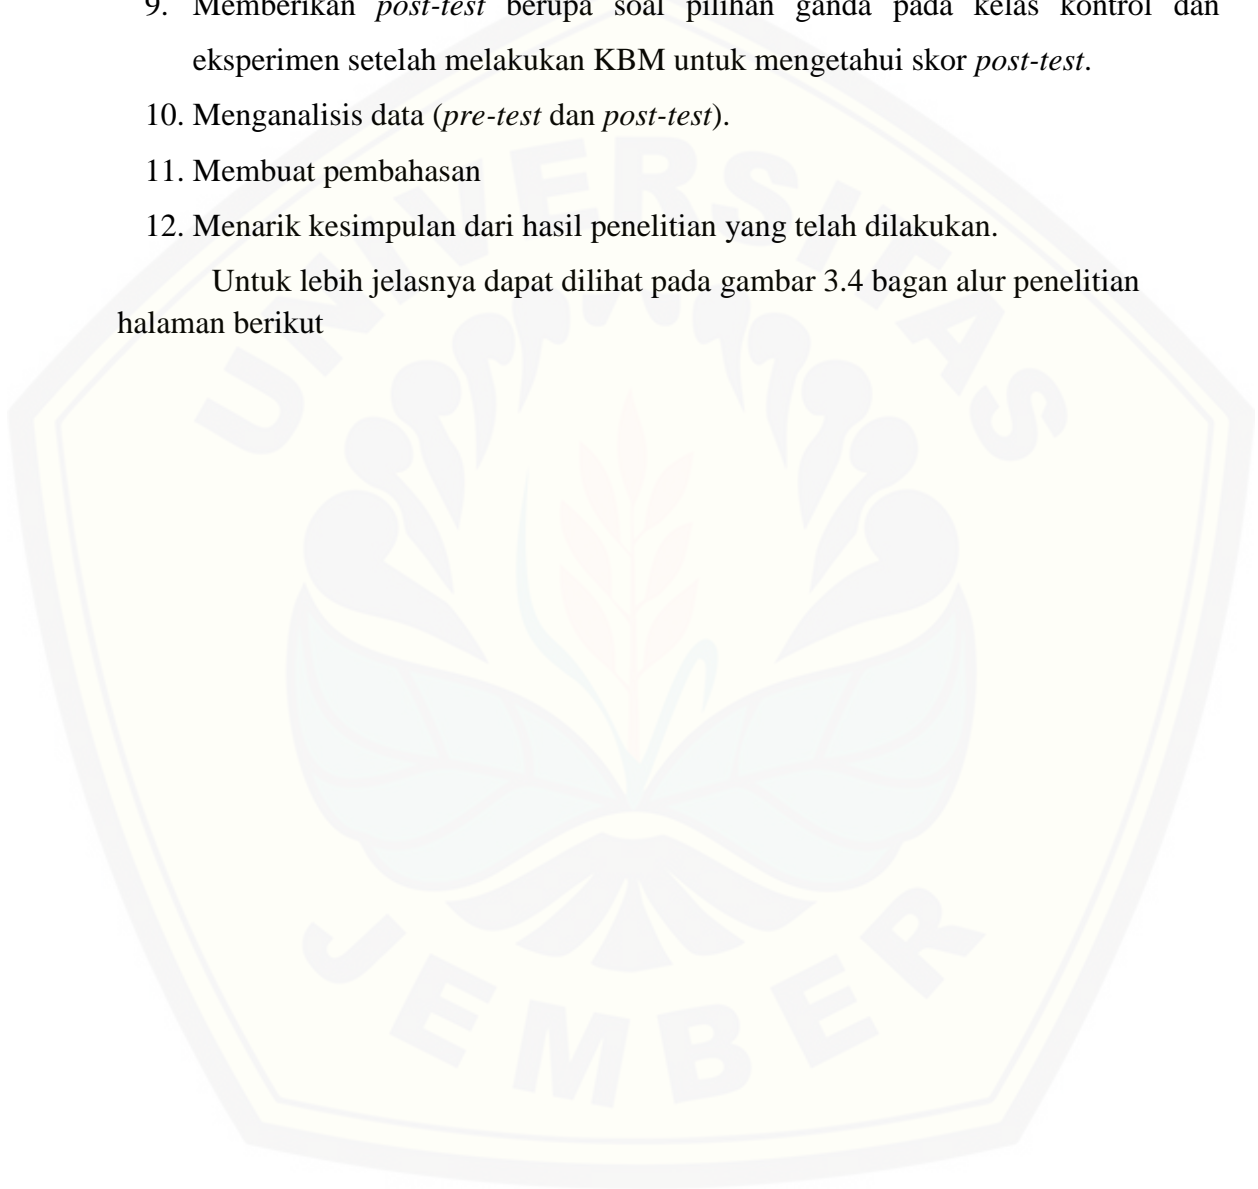 9. Memberikan post-test berupa soal pilihan ganda pada kelas kontrol dan
eksperimen setelah melakukan KBM untuk mengetahui skor post-test.
10. Menganalisis data (pre-test dan post-test).
11. Membuat pembahasan
12. Menarik kesimpulan dari hasil penelitian yang telah dilakukan.
Untuk lebih jelasnya dapat dilihat pada gambar 3.4 bagan alur penelitian
halaman berikut
UNIVERSITAS
JEMBER